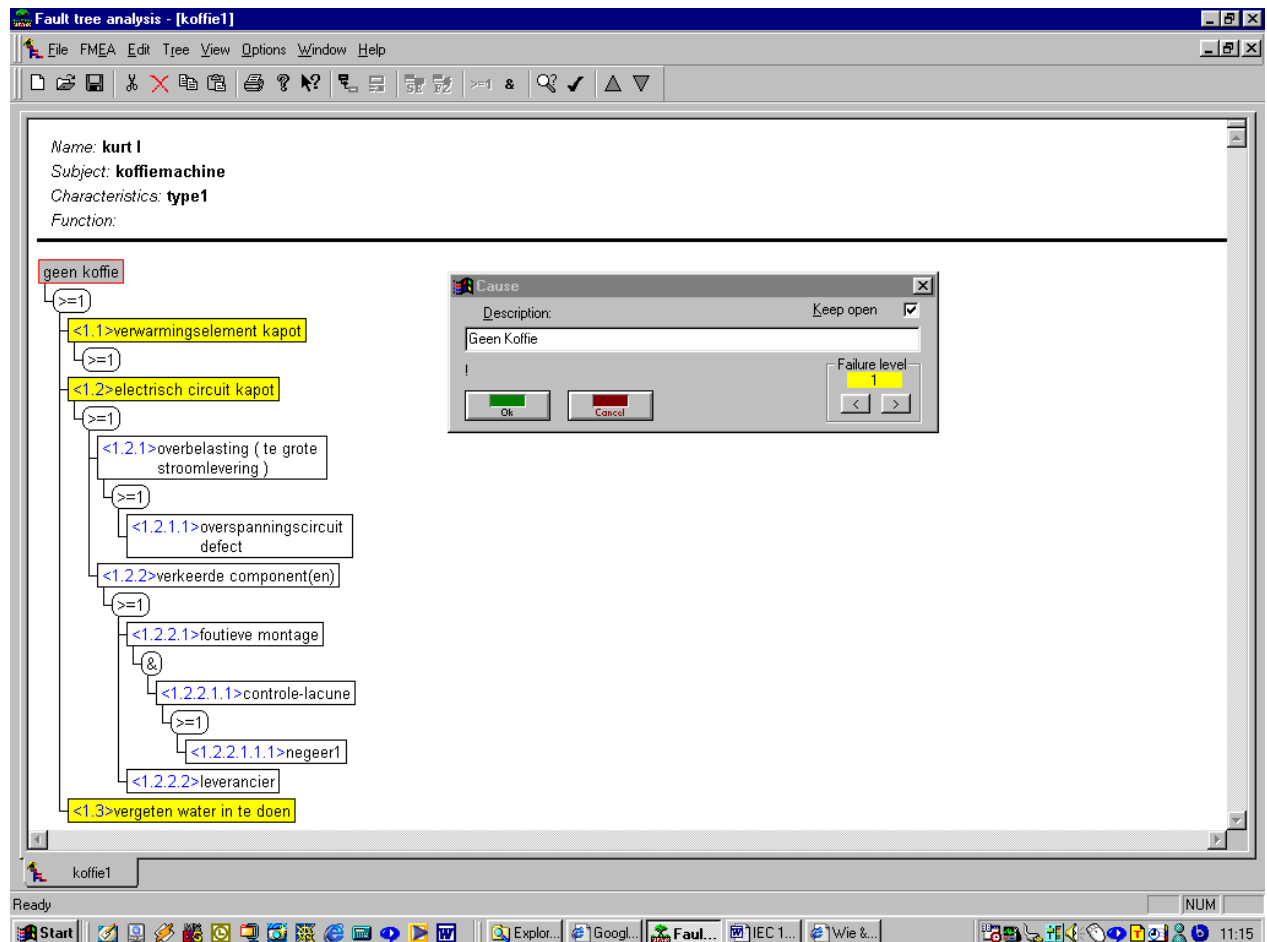 Fault tree analysis - [koffie1]
File FMEA Edit Tree View Options Window Help
SE FZ >=1 &
Name: kurt l
Subject: koffiemachine
Characteristics: type1
Function:
geen koffie
>=1
<1.1>verwarmingselement kapot
>=1
<1.2>electrisch circuit kapot
>=1
<1.2.1>overbelasting ( te grote
stroomlevering )
>=1
<1.2.1.1>overspanningscircuit
defect
<1.2.2>verkeerde component(en)
>=1
<1.2.2.1>foutieve montage
&
<1.2.2.1.1>controle-lacune
>=1
<1.2.2.1.1.1>negeer1
<1.2.2.2>leverancier
<1.3>vergeten water in te doen
Cause
Description:
Keep open
Geen Koffie
!
Failure level
1
< >
Ok
Cancel
koffie1
Ready
NUM
Start Explor... Googl... Faul... IEC 1... Wie &... 11:15